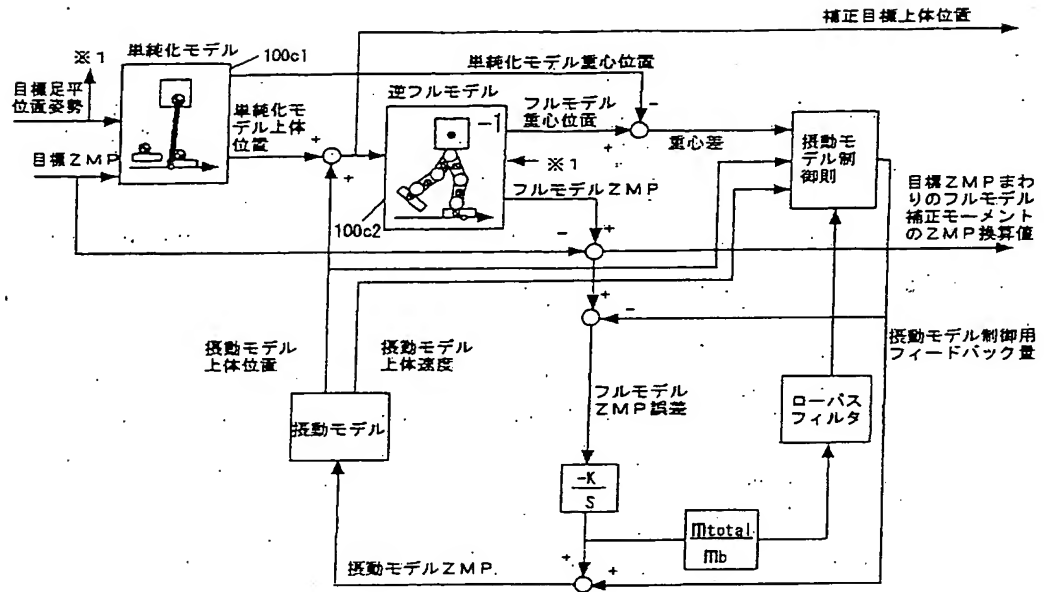 補正目標上体位置
※1
単純化モデル
100c1
単純化モデル重心位置
目標足平
位置姿勢
逆フルモデル
フルモデル
重心位置
単純化モ
デル上体
位置
-1
-
+
重心差
摂動モ
デル制
御則
目標ZMP
+
+
※1
フルモデルZMP
100c2
目標ZMPまわ
りのフルモデル
補正モーメント
のZMP換算値
-
+
+
-
摂動モデル
上体位置
摂動モデル
上体速度
摂動モデル制御用
フィードバック量
フルモデル
ZMP誤差
ローパス
フィルタ
摂動モデル
-K
S
mtotal
mb
摂動モデルZMP
+
+